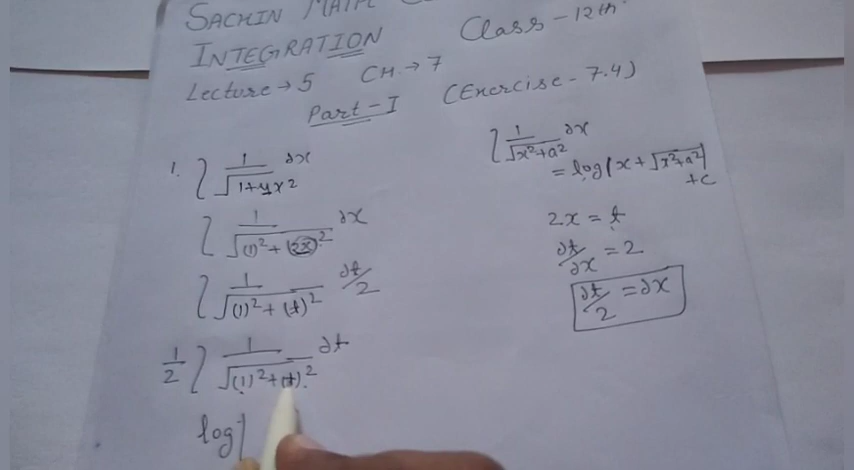 SACHIN MATH
INTEGRATION Class - 12th
Lecture → 5 CH. → 7
Part - I (Exercise - 7.4)
1. ∫ 1/√(1+4x2) dx
∫ 1/√((1)²+(2x)²) dx
∫ 1/√((1)²+(t)²) dt/2
1/2 ∫ 1/√((1)²+(t)²) dt
log|
∫ 1/√(x²+a²) dx
= log|x + √(x²+a²)|
+c
2x = t
dt/dx = 2
dt/2 = dx